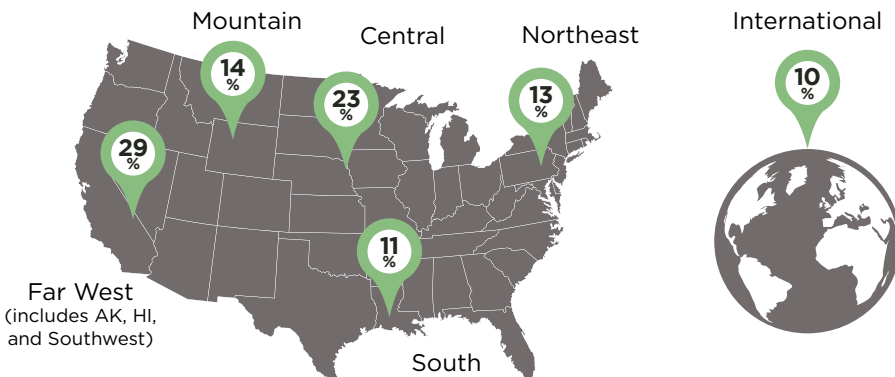 Mountain
Central
Northeast
International
14
%
23
%
13
%
10
%
29
%
11
%
Far West
(includes AK, HI,
and Southwest)
South